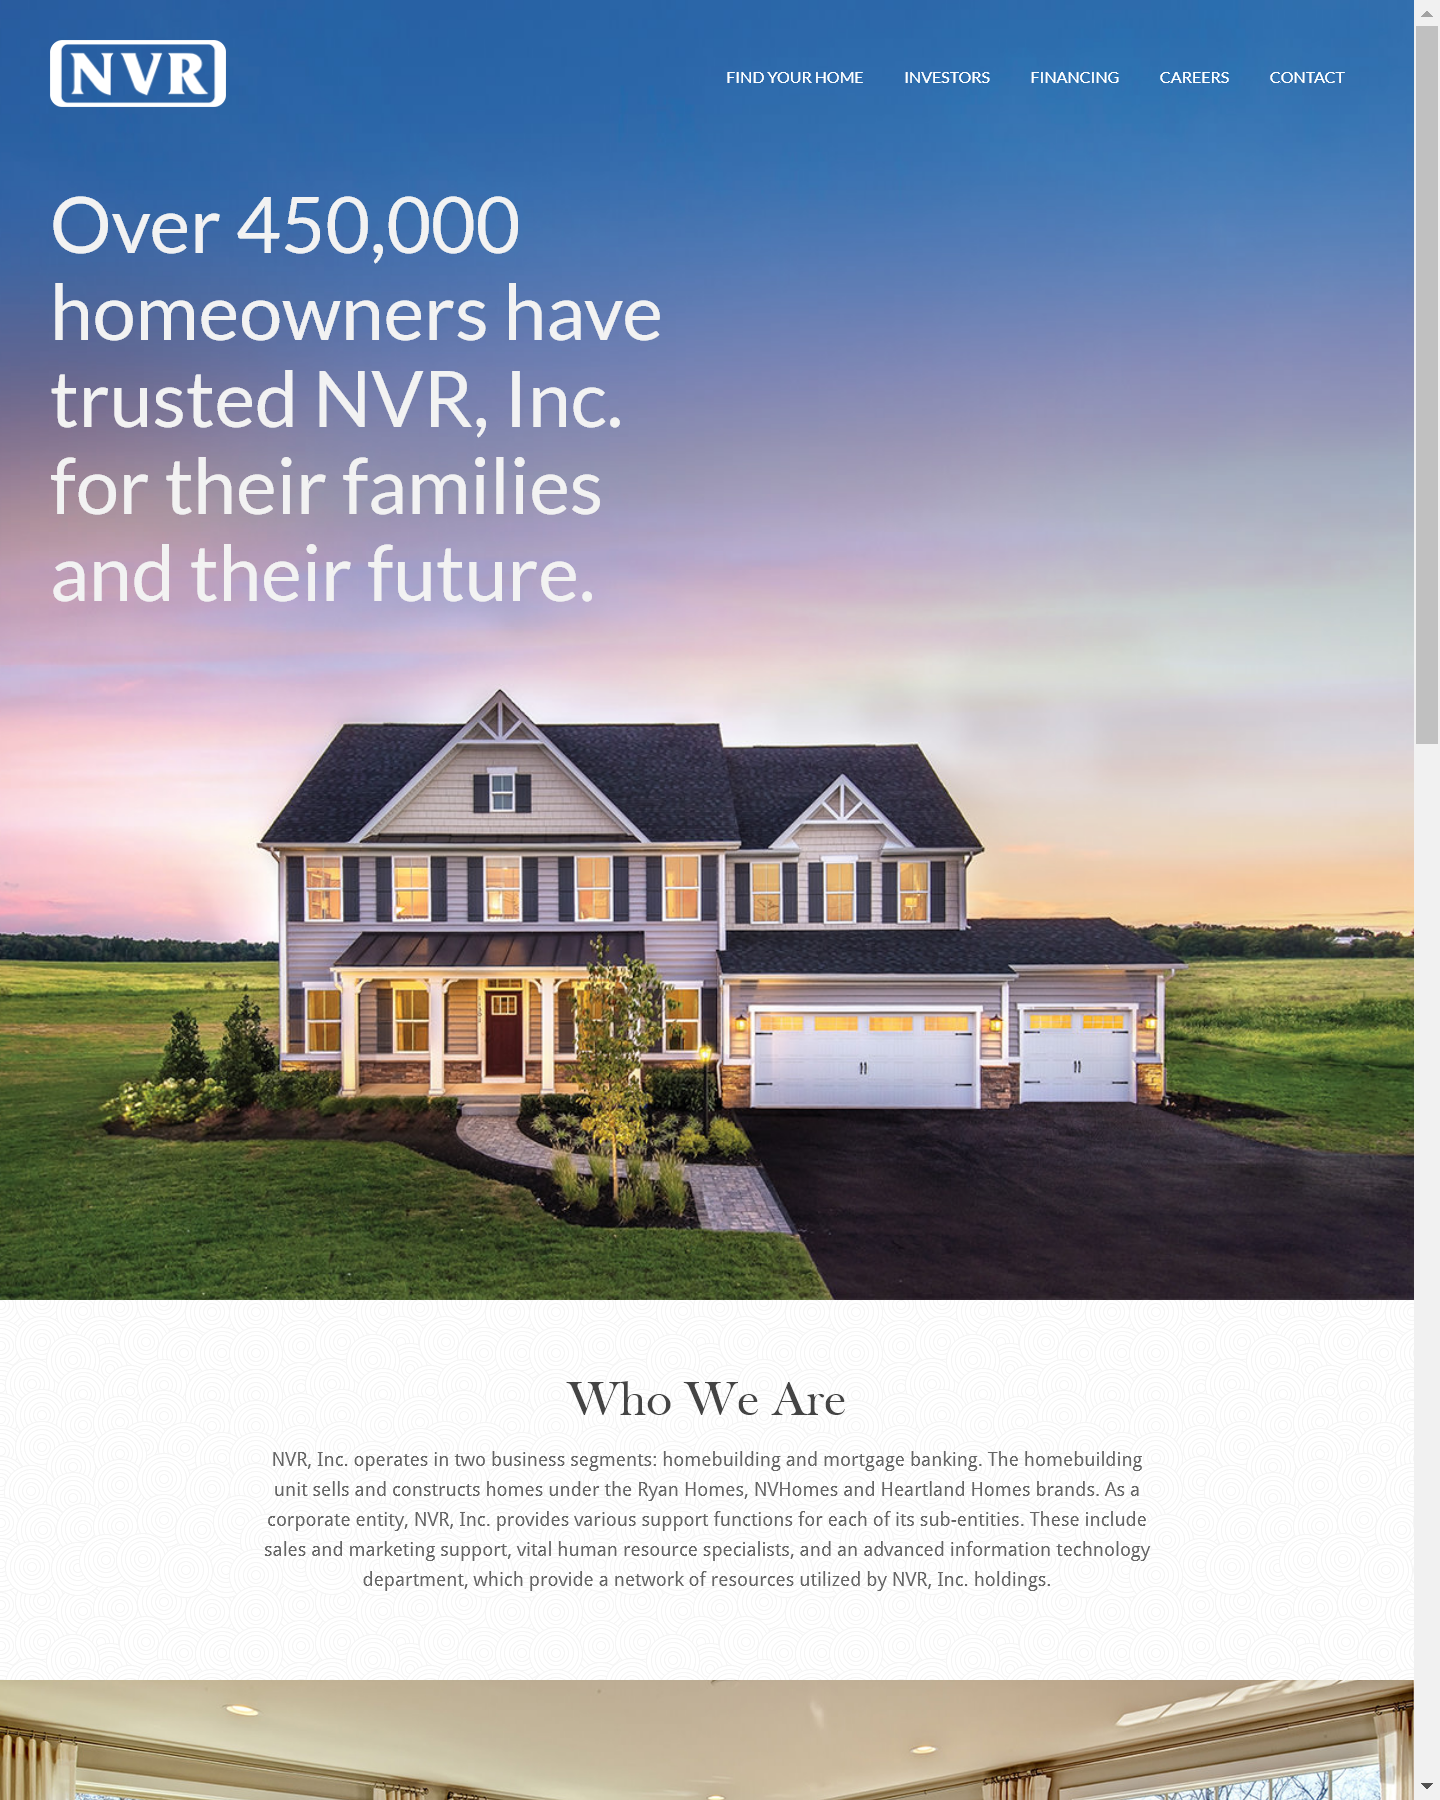 NVR
FIND YOUR HOME INVESTORS FINANCING CAREERS CONTACT
Over 450,000
homeowners have
trusted NVR, Inc.
for their families
and their future.
Who We Are
NVR, Inc. operates in two business segments: homebuilding and mortgage banking. The homebuilding
unit sells and constructs homes under the Ryan Homes, NVHomes and Heartland Homes brands. As a
corporate entity, NVR, Inc. provides various support functions for each of its sub-entities. These include
sales and marketing support, vital human resource specialists, and an advanced information technology
department, which provide a network of resources utilized by NVR, Inc. holdings.